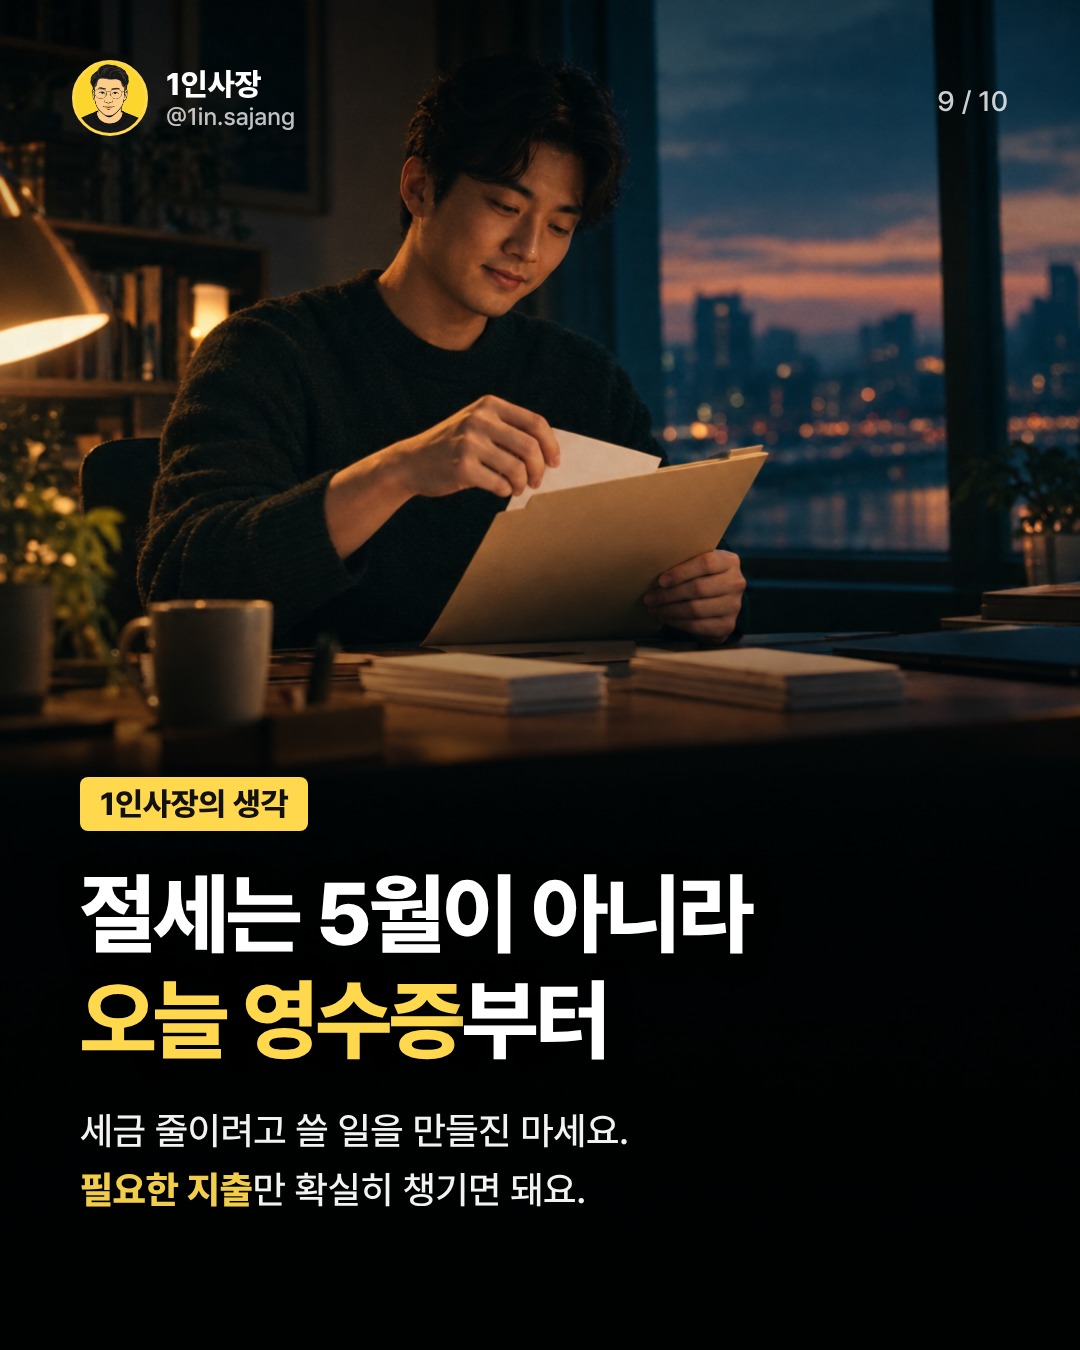 1인사장
@1in.sajang
9 / 10
1인사장의 생각
절세는 5월이 아니라
오늘 영수증부터
세금 줄이려고 쓸 일을 만들진 마세요.
필요한 지출만 확실히 챙기면 돼요.